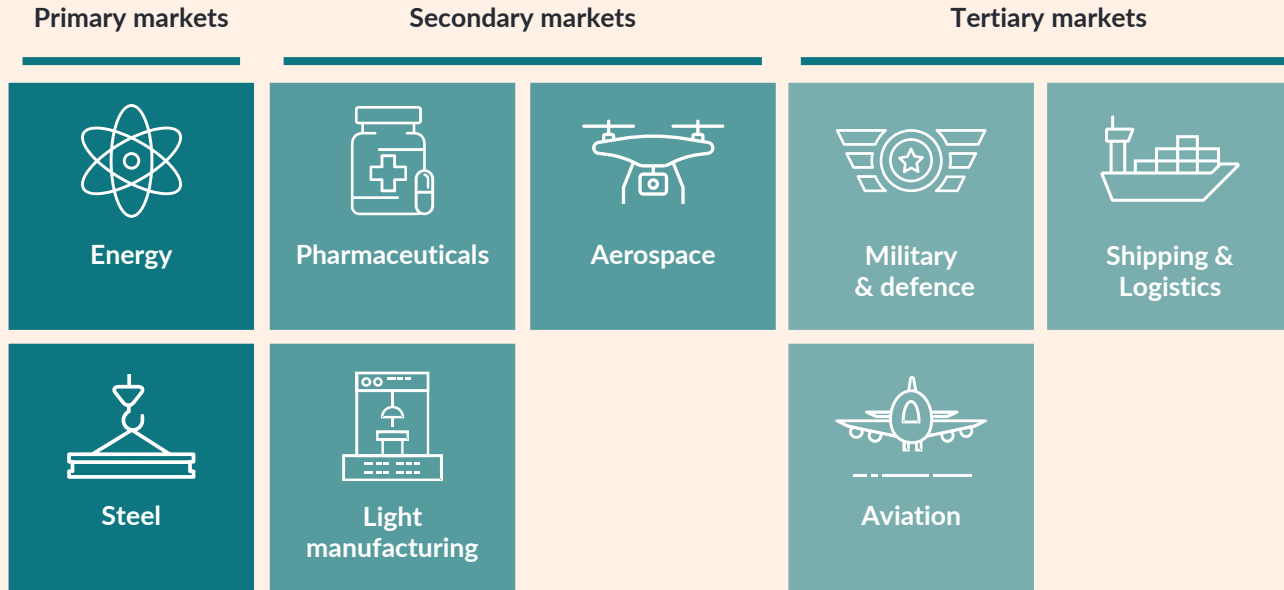 Primary markets
Secondary markets
Tertiary markets
Energy
Pharmaceuticals
Aerospace
Military
& defence
Shipping &
Logistics
Steel
Light
manufacturing
Aviation